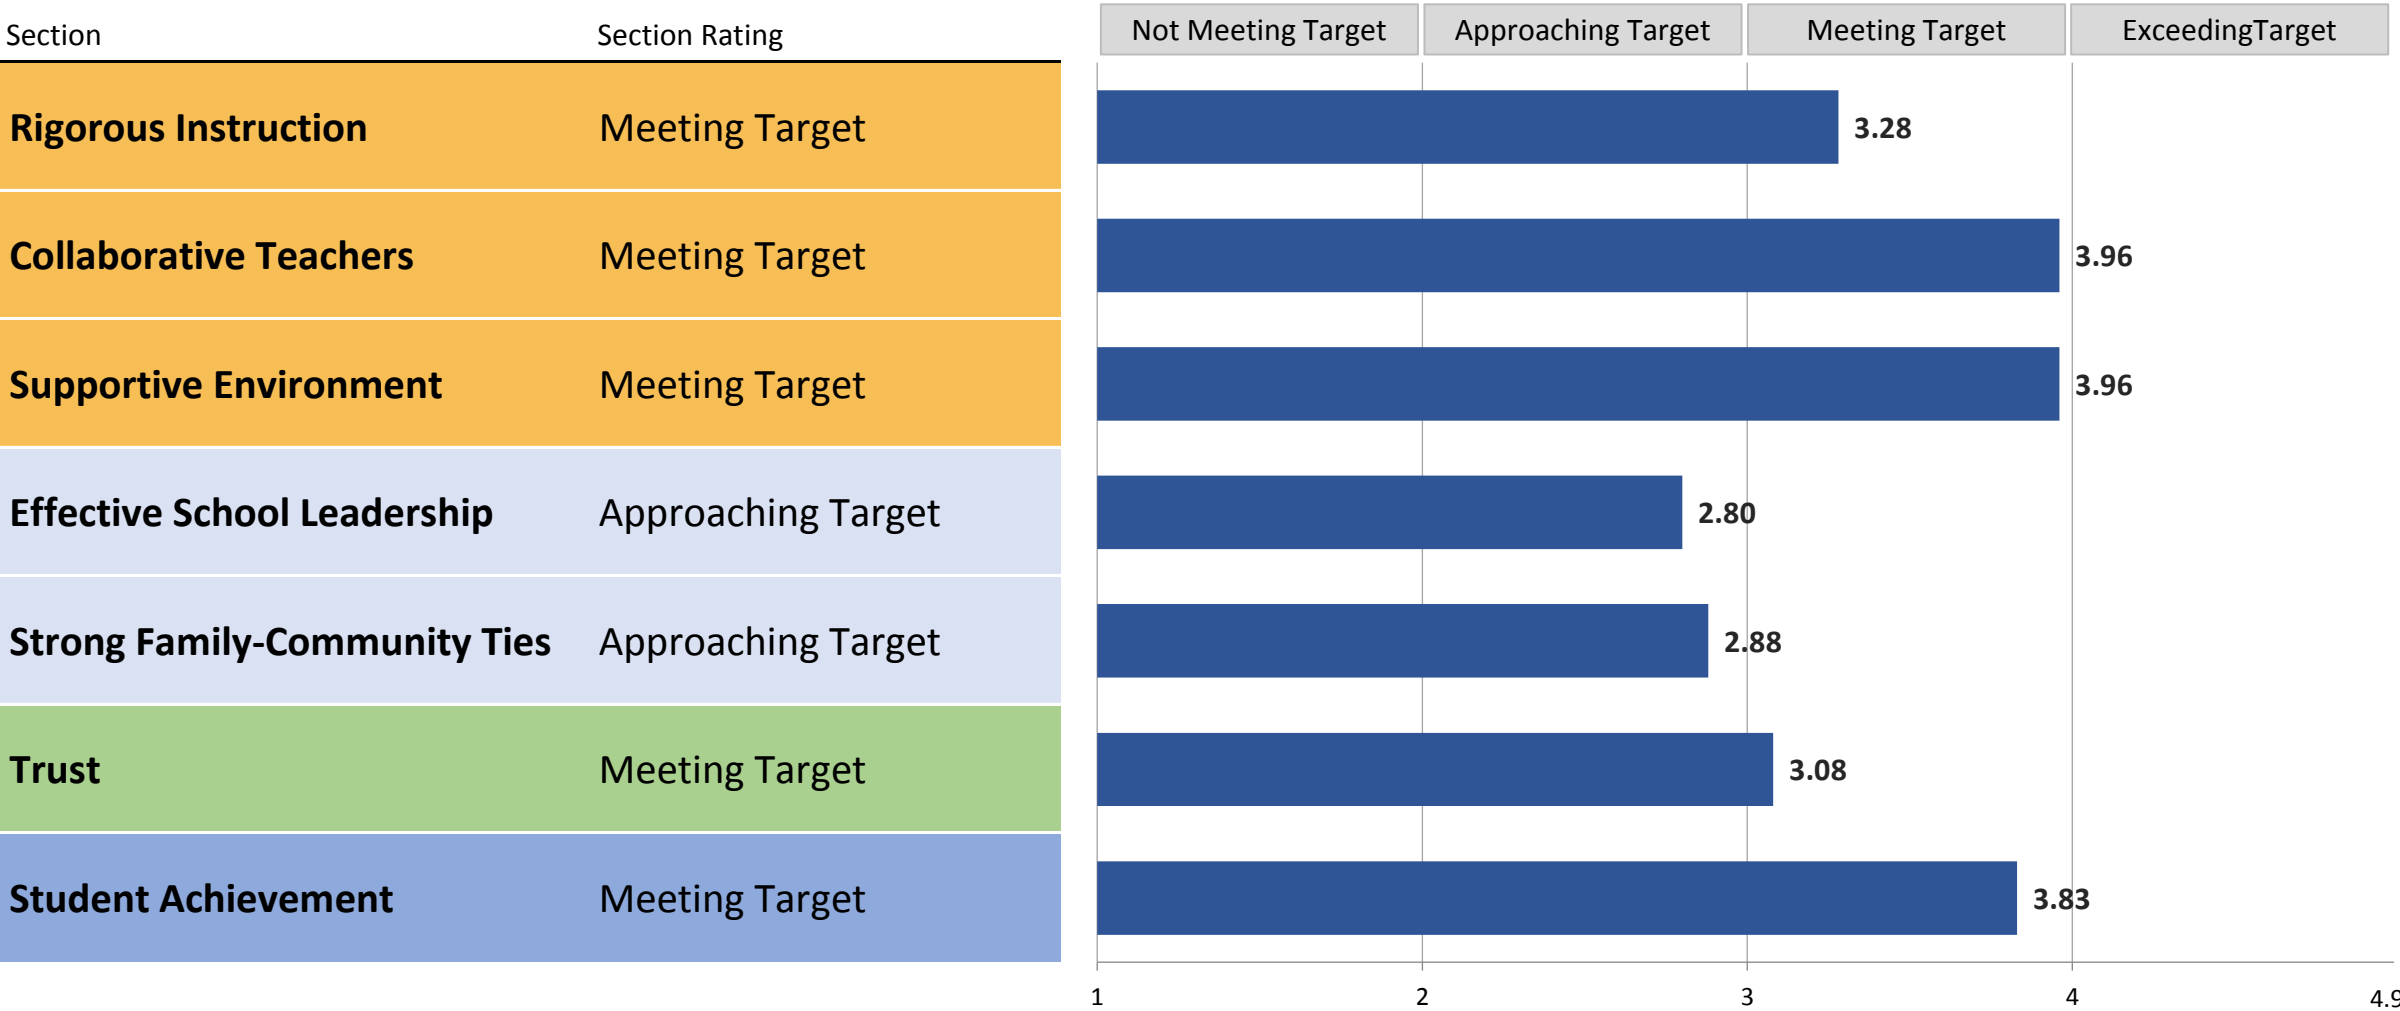 Section Section Rating Not Meeting Target Approaching Target Meeting Target ExceedingTarget
Rigorous Instruction Meeting Target 3.28
Collaborative Teachers Meeting Target 3.96
Supportive Environment Meeting Target 3.96
Effective School Leadership Approaching Target 2.80
Strong Family-Community Ties Approaching Target 2.88
Trust Meeting Target 3.08
Student Achievement Meeting Target 3.83
1 2 3 4 4.9